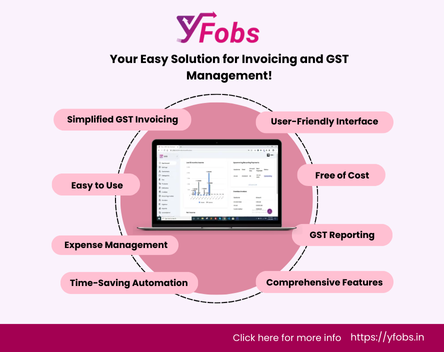 YFobs
Your Easy Solution for Invoicing and GST
Management!
Simplified GST Invoicing
User-Friendly Interface
Easy to Use
Free of Cost
Expense Management
GST Reporting
Time-Saving Automation
Comprehensive Features
Click here for more info https://yfobs.in